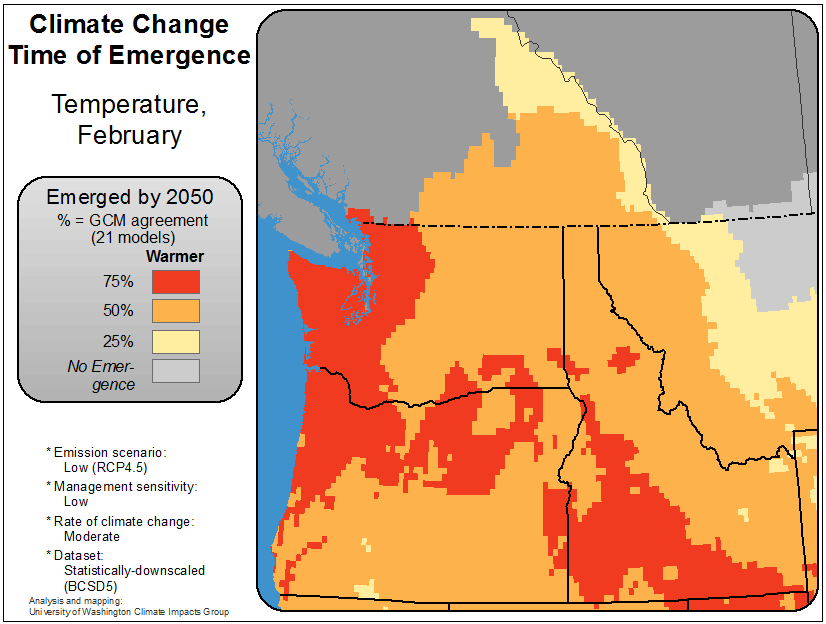 Climate Change
Time of Emergence
Temperature,
February
Emerged by 2050
% = GCM agreement
(21 models)
Warmer
75%
50%
25%
No Emer-
gence
* Emission scenario:
Low (RCP4.5)
* Management sensitivity:
Low
* Rate of climate change:
Moderate
* Dataset:
Statistically-downscaled
(BCSD5)
Analysis and mapping:
University of Washington Climate Impacts Group